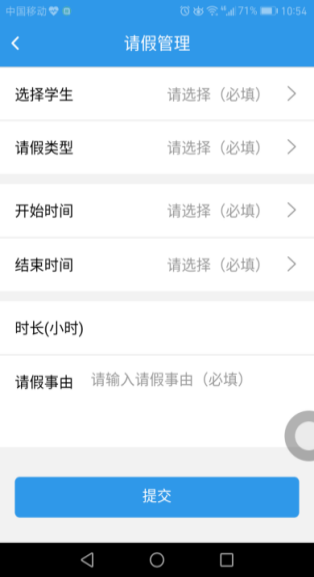 中国移动 71% 10:54
请假管理
选择学生 请选择（必填）
请假类型 请选择（必填）
开始时间 请选择（必填）
结束时间 请选择（必填）
时长(小时)
请假事由 请输入请假事由（必填）
提交